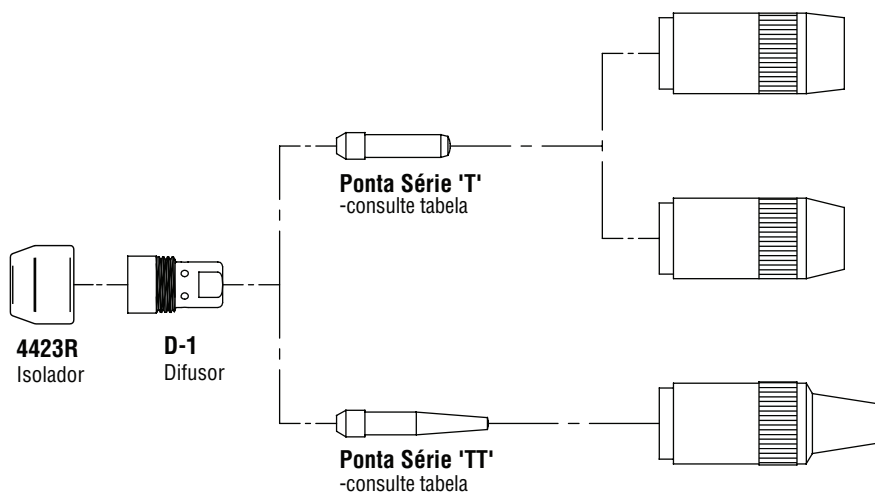 Ponta Série 'T'
-consulte tabela
4423R
Isolador
D-1
Difusor
Ponta Série 'TT'
-consulte tabela